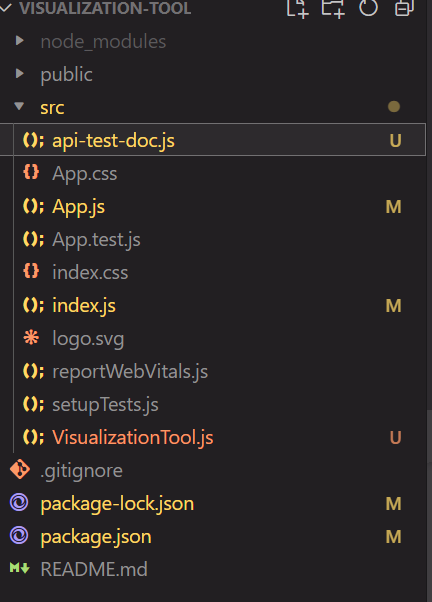 VISUALIZATION-TOOL
node_modules
public
src
api-test-doc.js U
App.css
App.js M
App.test.js
index.css
index.js M
logo.svg
reportWebVitals.js
setupTests.js
VisualizationTool.js U
.gitignore
package-lock.json M
package.json M
README.md